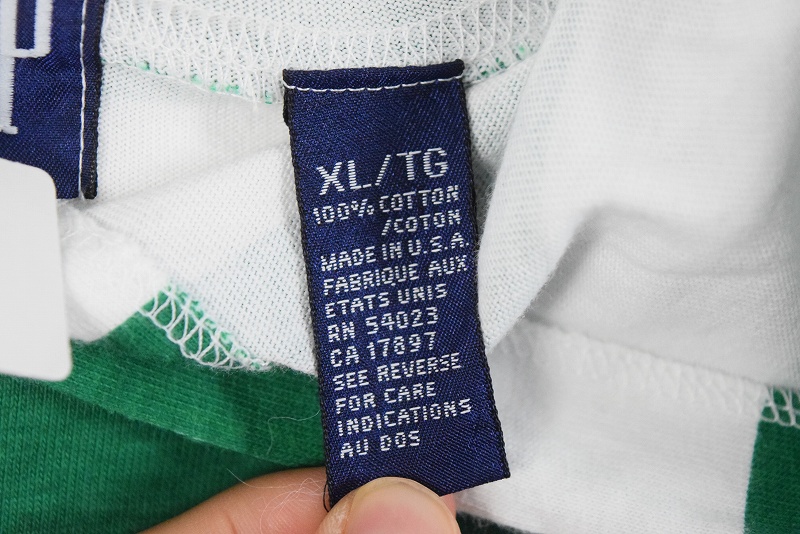 P
XL/TG
100% COTTON
/COTON
MADE IN U.S.A.
FABRIQUE AUX
ETATS UNIS
RN 54023
CA 17897
SEE REVERSE
FOR CARE
INDICATIONS
AU DOS